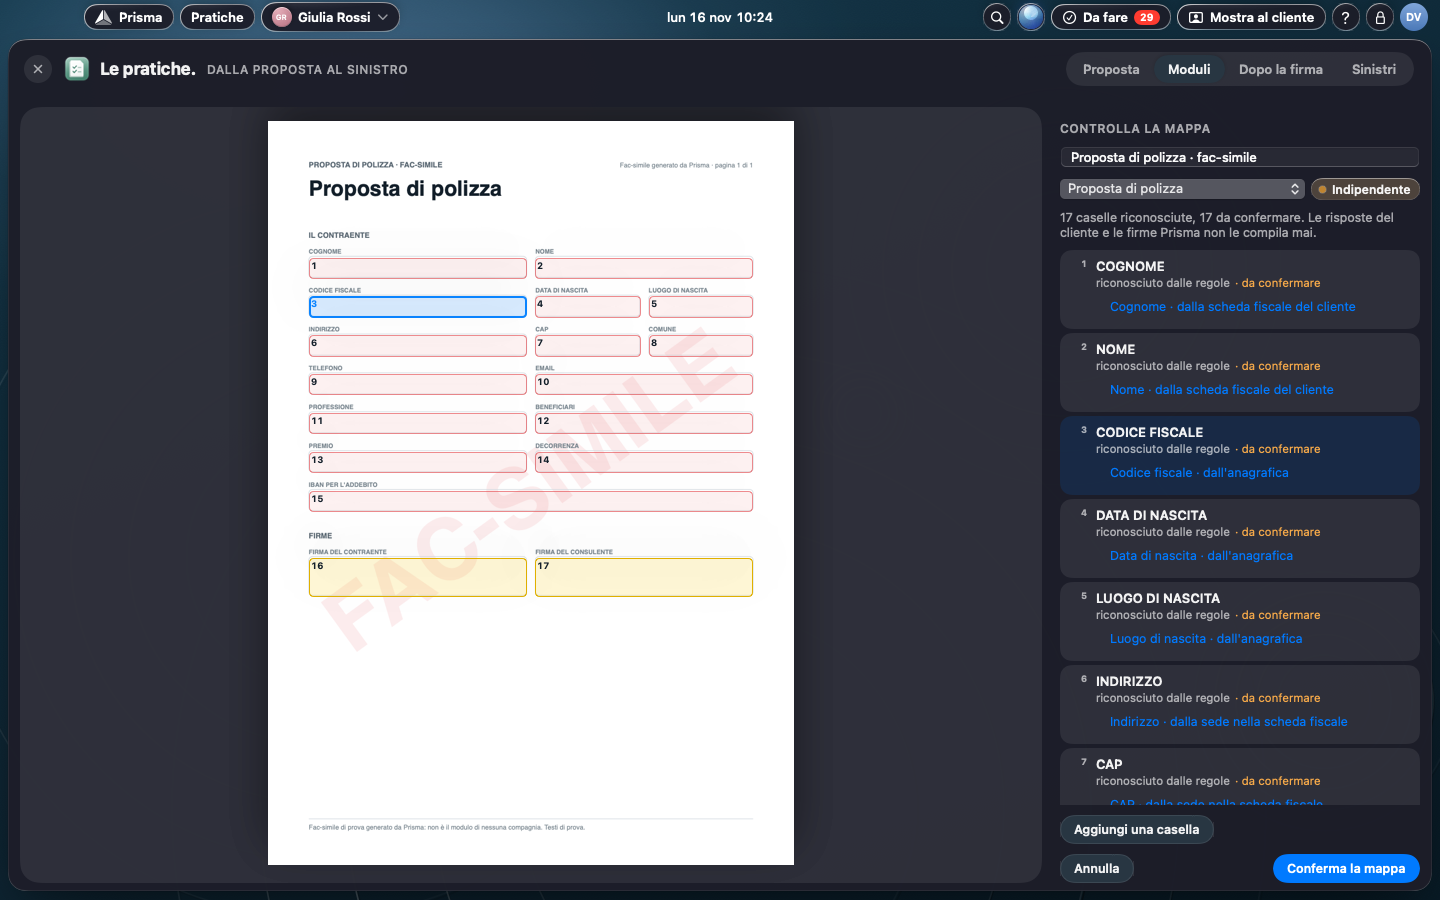 Prisma
Pratiche
GR Giulia Rossi
lun 16 nov 10:24
Da fare 29
Mostra al cliente
?
DV
Le pratiche. DALLA PROPOSTA AL SINISTRO
Proposta
Moduli
Dopo la firma
Sinistri
PROPOSTA DI POLIZZA · FAC-SIMILE
Fac-simile generato da Prisma · pagina 1 di 1
Proposta di polizza
IL CONTRAENTE
COGNOME
NOME
1
2
CODICE FISCALE
DATA DI NASCITA
LUOGO DI NASCITA
3
4
5
INDIRIZZO
CAP
COMUNE
6
7
8
TELEFONO
EMAIL
9
10
PROFESSIONE
BENEFICIARI
11
12
PREMIO
DECORRENZA
13
14
IBAN PER L'ADDEBITO
15
FIRME
FIRMA DEL CONTRAENTE
FIRMA DEL CONSULENTE
16
17
FAC-SIMILE
Fac-simile di prova generato da Prisma: non è il modulo di nessuna compagnia. Testi di prova.
CONTROLLA LA MAPPA
Proposta di polizza · fac-simile
Proposta di polizza
Indipendente
17 caselle riconosciute, 17 da confermare. Le risposte del
cliente e le firme Prisma non le compila mai.
1 COGNOME
riconosciuto dalle regole · da confermare
Cognome · dalla scheda fiscale del cliente
2 NOME
riconosciuto dalle regole · da confermare
Nome · dalla scheda fiscale del cliente
3 CODICE FISCALE
riconosciuto dalle regole · da confermare
Codice fiscale · dall'anagrafica
4 DATA DI NASCITA
riconosciuto dalle regole · da confermare
Data di nascita · dall'anagrafica
5 LUOGO DI NASCITA
riconosciuto dalle regole · da confermare
Luogo di nascita · dall'anagrafica
6 INDIRIZZO
riconosciuto dalle regole · da confermare
Indirizzo · dalla sede nella scheda fiscale
7 CAP
riconosciuto dalle regole · da confermare
CAP · dalla sede nella scheda fiscale
Aggiungi una casella
Annulla
Conferma la mappa